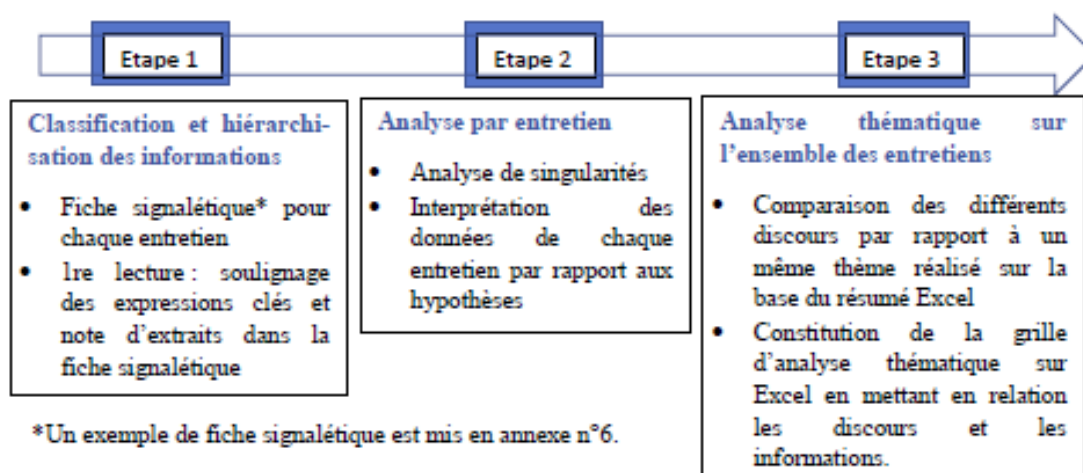 Etape 1
Etape 2
Etape 3
Classification et hiérarchi-
sation des informations
• Fiche signalétique* pour
chaque entretien
• 1re lecture : soulignage
des expressions clés et
note d'extraits dans la
fiche signalétique
Analyse par entretien
• Analyse de singularités
• Interprétation des
données de chaque
entretien par rapport aux
hypothèses
Analyse thématique sur
l'ensemble des entretiens
• Comparaison des différents
discours par rapport à un
même thème réalisé sur la
base du résumé Excel
• Constitution de la grille
d'analyse thématique sur
Excel en mettant en relation
les discours et les
informations.
*Un exemple de fiche signalétique est mis en annexe n°6.